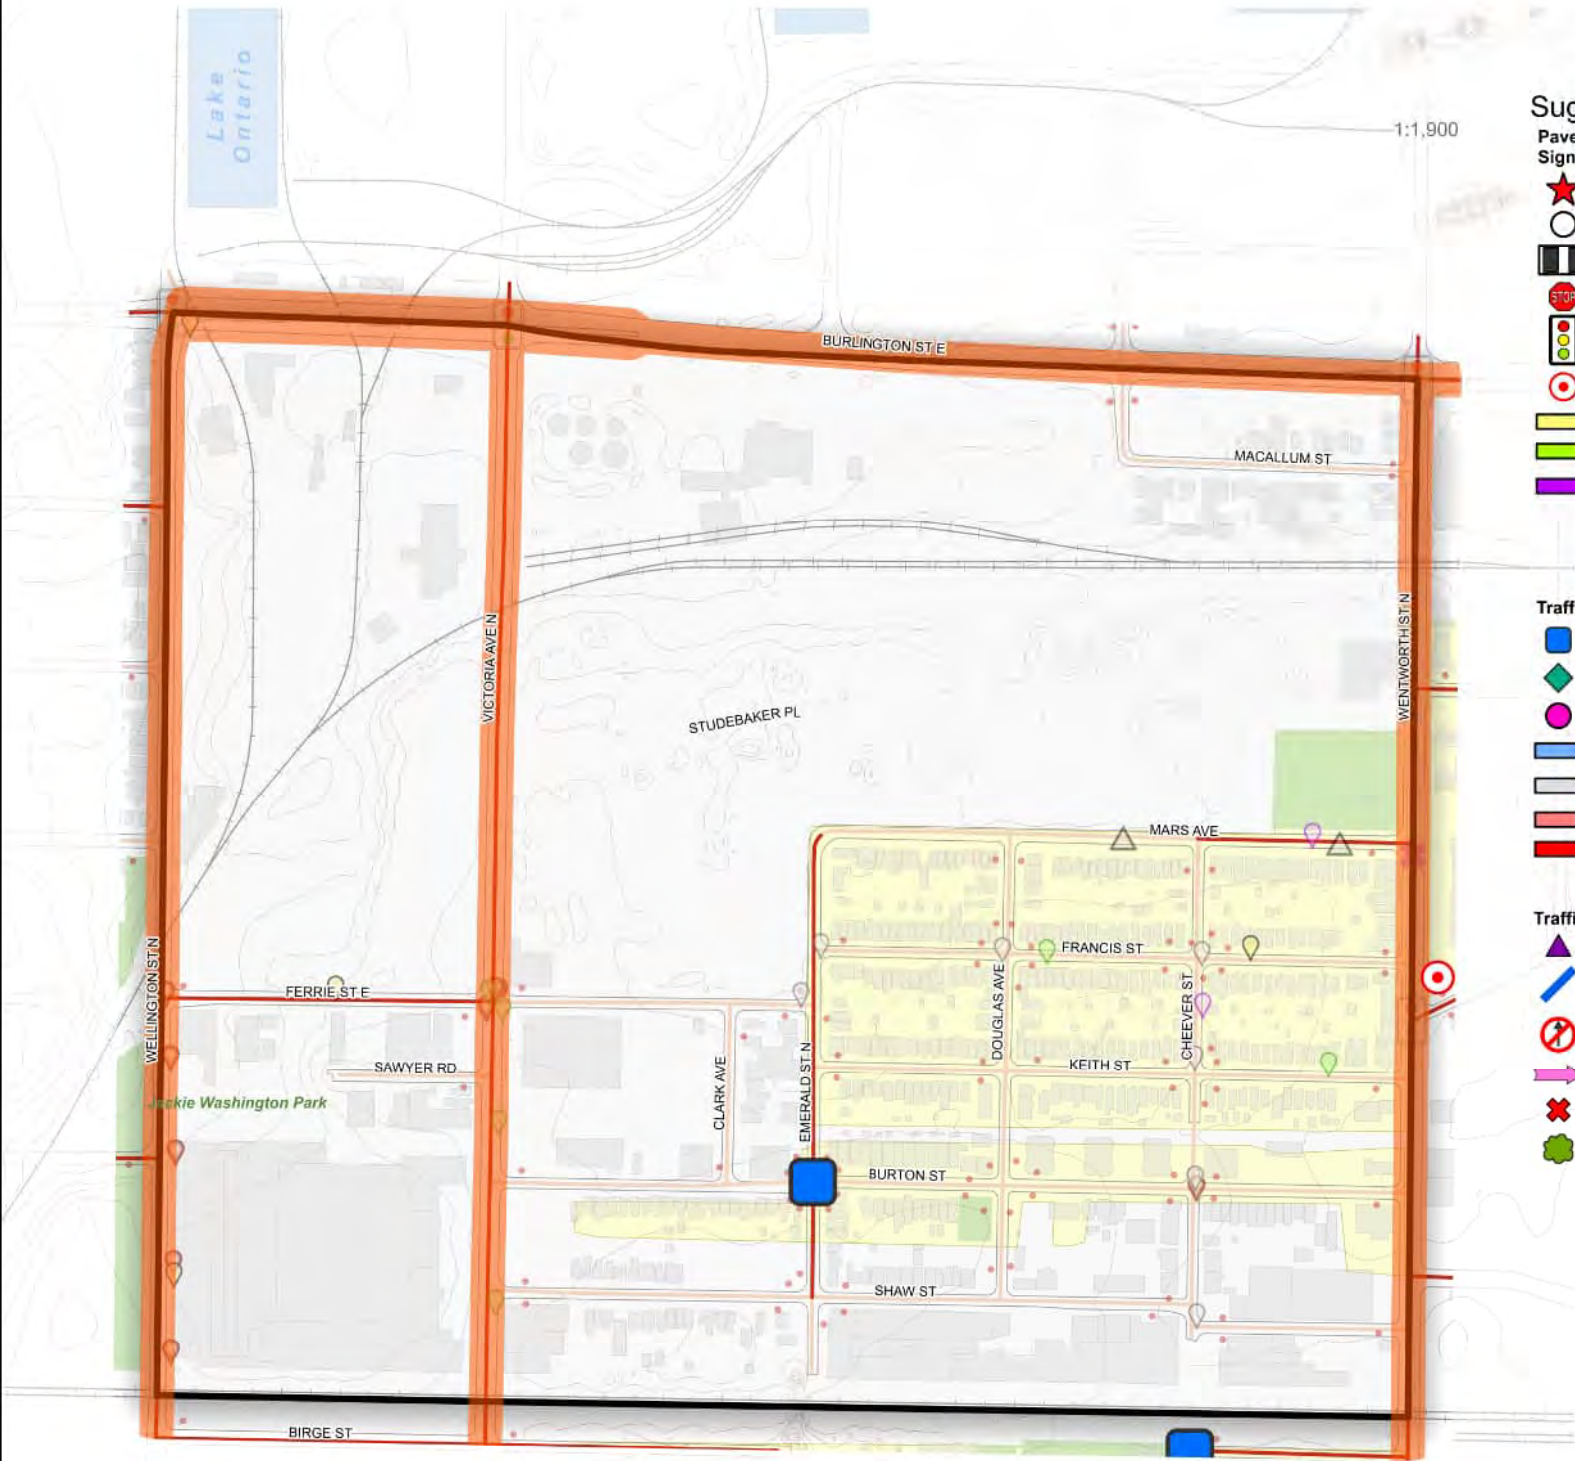 Lake
Ontario
1:1,900
Sug
Pave
Sign
STOP
BURLINGTON ST E
MACALLUM ST
VICTORIA AVE N
WENTWORTH ST N
Traff
STUDEBAKER PL
MARS AVE
Traffi
FRANCIS ST
WELLINGTON ST N
FERRIE ST E
DOUGLAS AVE
CHEEVER ST
SAWYER RD
CLARK AVE
EMERALD ST N
KEITH ST
Jackie Washington Park
BURTON ST
SHAW ST
BIRGE ST